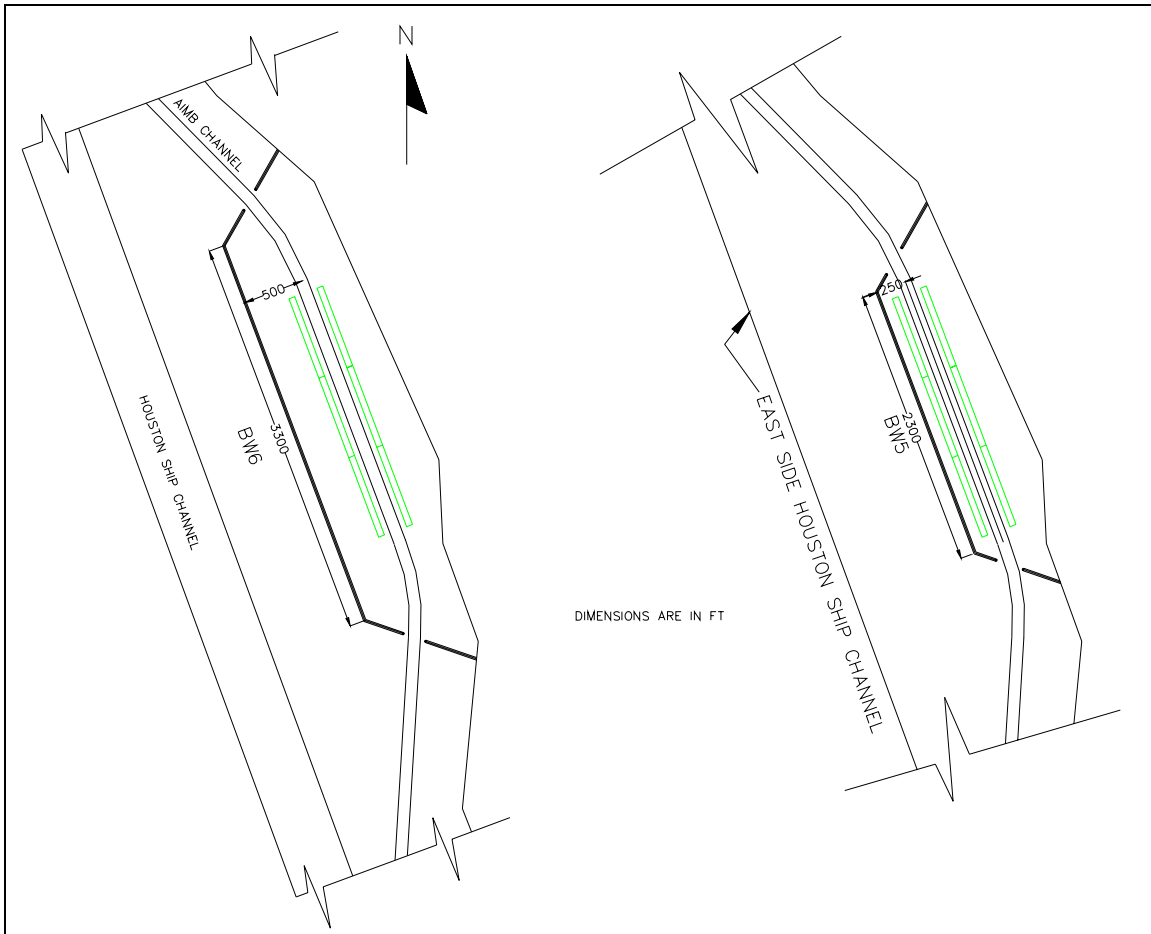 N
AIMB CHANNEL
500
3300
BW6
HOUSTON SHIP CHANNEL
250
2300
BW5
EAST SIDE HOUSTON SHIP CHANNEL
DIMENSIONS ARE IN FT